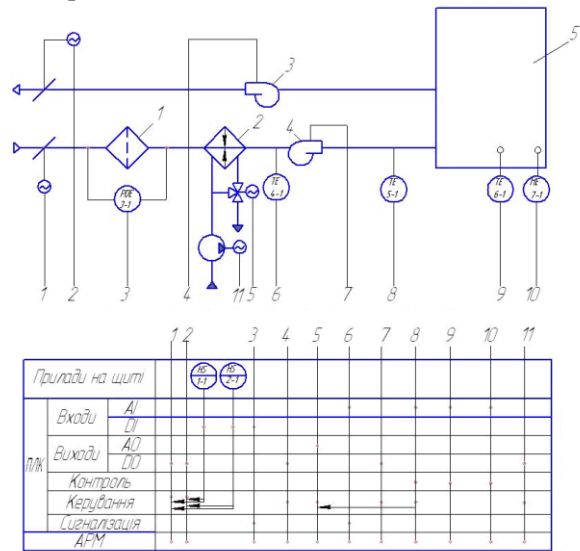 5
3
1
2
4
PDE
3-1
TE
4-1
TE
5-1
TE
6-1
ME
7-1
1 2 3 4 11 5 6 7 8 9 10
1 2 3 4 5 6 7 8 9 10 11
Прилади на щиті
HS
1-1
HS
2-1
ПЛК
Входи
AI
DI
Виходи
AO
DO
Контроль
Керування
Сигналізація
АРМ